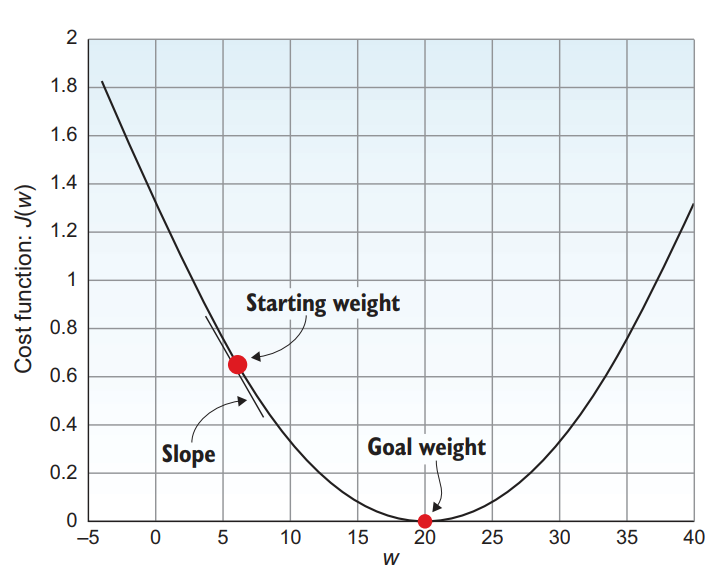 2
1.8
1.6
1.4
1.2
1
0.8
0.6
0.4
0.2
0
Cost function: J(w)
Starting weight
Slope
Goal weight
–5 0 5 10 15 20 25 30 35 40
w